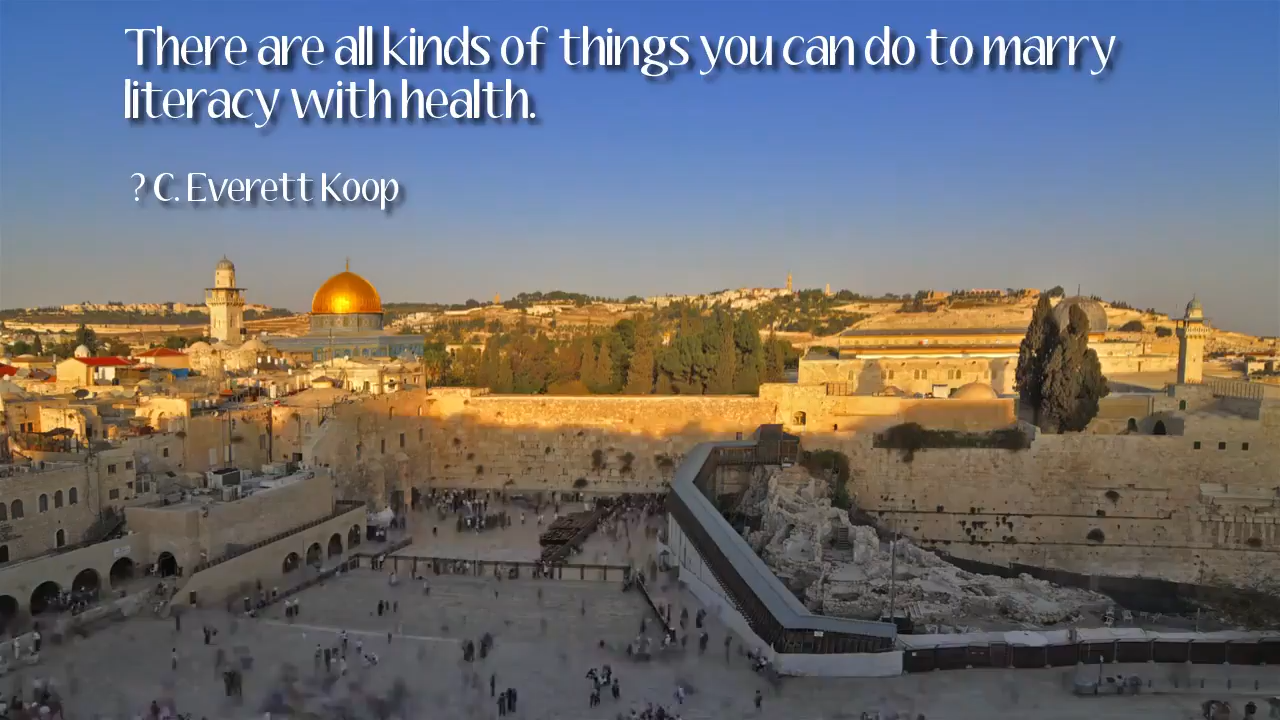 There are all kinds of things you can do to marry
literacy with health.
? C. Everett Koop